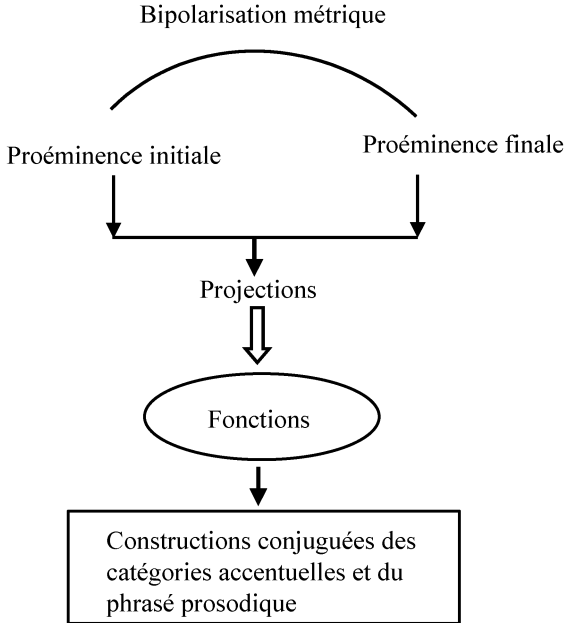 Bipolarisation métrique
Proéminence initiale
Proéminence finale
Projections
Fonctions
Constructions conjuguées des
catégories accentuelles et du
phrasé prosodique